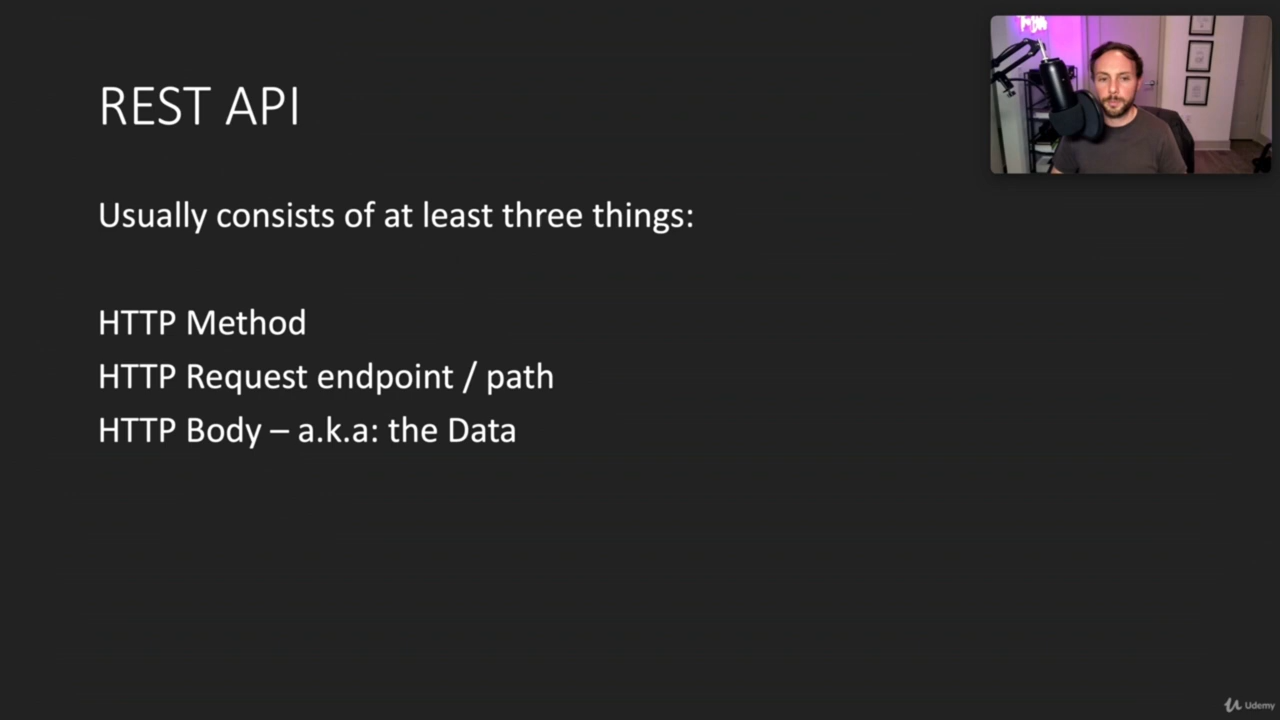 REST API
Usually consists of at least three things:
HTTP Method
HTTP Request endpoint / path
HTTP Body – a.k.a: the Data
Udemy